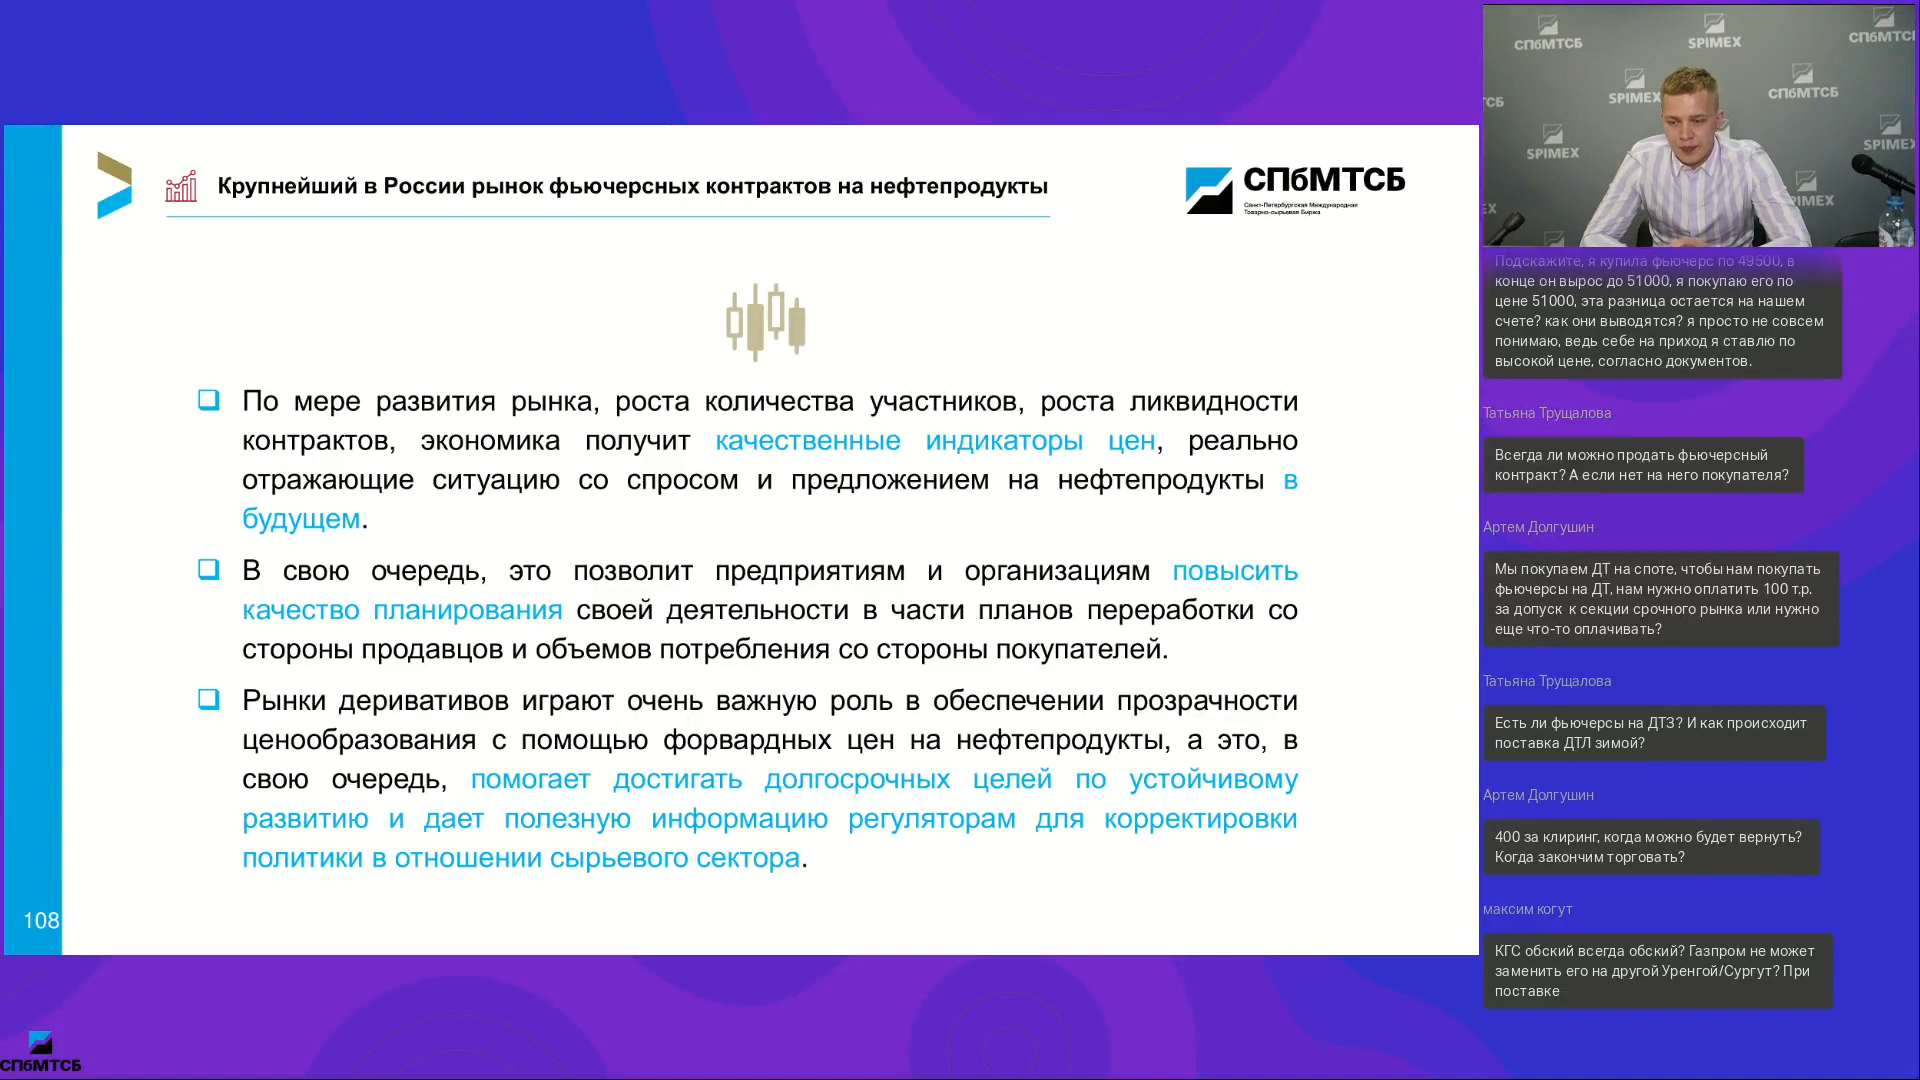 Крупнейший в России рынок фьючерсных контрактов на нефтепродукты
СПбМТСБ
Санкт-Петербургская Международная
Товарно-сырьевая Биржа
По мере развития рынка, роста количества участников, роста ликвидности
контрактов, экономика получит качественные индикаторы цен, реально
отражающие ситуацию со спросом и предложением на нефтепродукты в
будущем.
В свою очередь, это позволит предприятиям и организациям повысить
качество планирования своей деятельности в части планов переработки со
стороны продавцов и объемов потребления со стороны покупателей.
Рынки деривативов играют очень важную роль в обеспечении прозрачности
ценообразования с помощью форвардных цен на нефтепродукты, а это, в
свою очередь, помогает достигать долгосрочных целей по устойчивому
развитию и дает полезную информацию регуляторам для корректировки
политики в отношении сырьевого сектора.
108
СПбМТСБ
СПбМТСБ
SPIMEX
СПбМТСБ
SPIMEX
СПбМТСБ
SPIMEX
SPIMEX
Подскажите, я купила фьючерс по 49500, в
конце он вырос до 51000, я покупаю его по
цене 51000, эта разница остается на нашем
счете? как они выводятся? я просто не совсем
понимаю, ведь себе на приход я ставлю по
высокой цене, согласно документов.
Татьяна Трущалова
Всегда ли можно продать фьючерсный
контракт? А если нет на него покупателя?
Артем Долгушин
Мы покупаем ДТ на споте, чтобы нам покупать
фьючерсы на ДТ, нам нужно оплатить 100 т.р.
за допуск к секции срочного рынка или нужно
еще что-то оплачивать?
Татьяна Трущалова
Есть ли фьючерсы на ДТЗ? И как происходит
поставка ДТЛ зимой?
Артем Долгушин
400 за клиринг, когда можно будет вернуть?
Когда закончим торговать?
максим когут
КГС обский всегда обский? Газпром не может
заменить его на другой Уренгой/Сургут? При
поставке